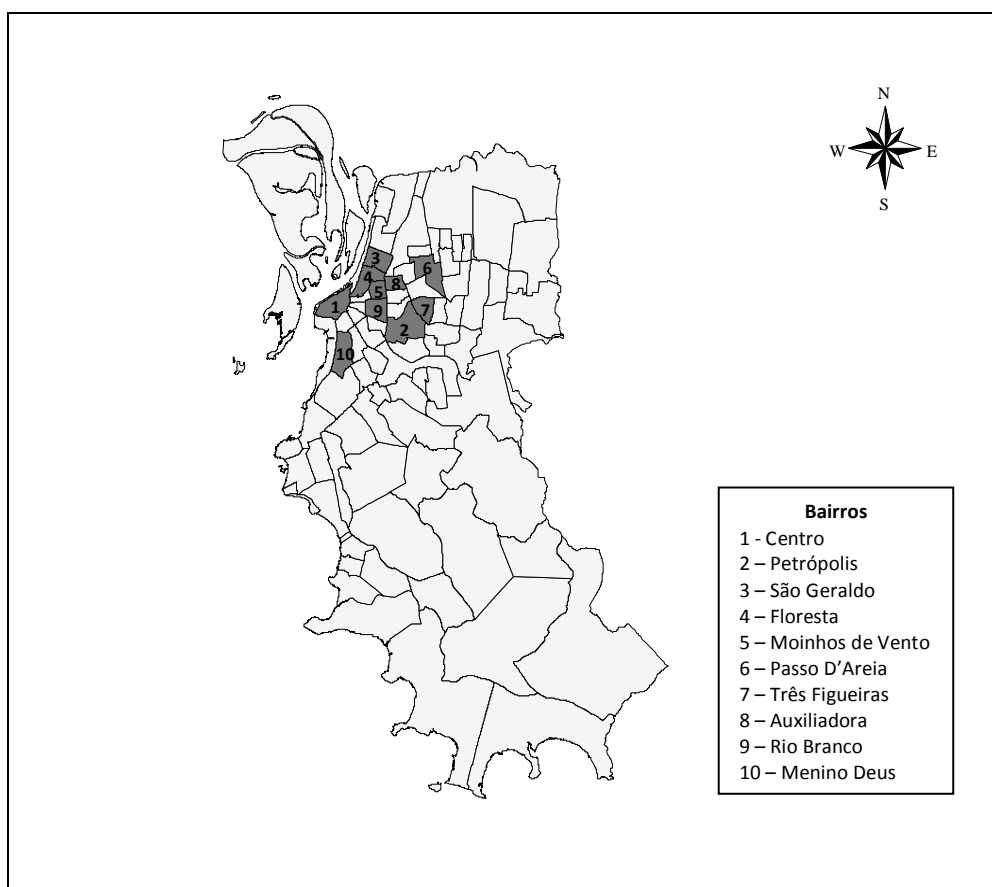 N
W E
S
3
6
4
8
5
1
9
7
2
10
Bairros
1 - Centro
2 – Petrópolis
3 – São Geraldo
4 – Floresta
5 – Moinhos de Vento
6 – Passo D’Areia
7 – Três Figueiras
8 – Auxiliadora
9 – Rio Branco
10 – Menino Deus